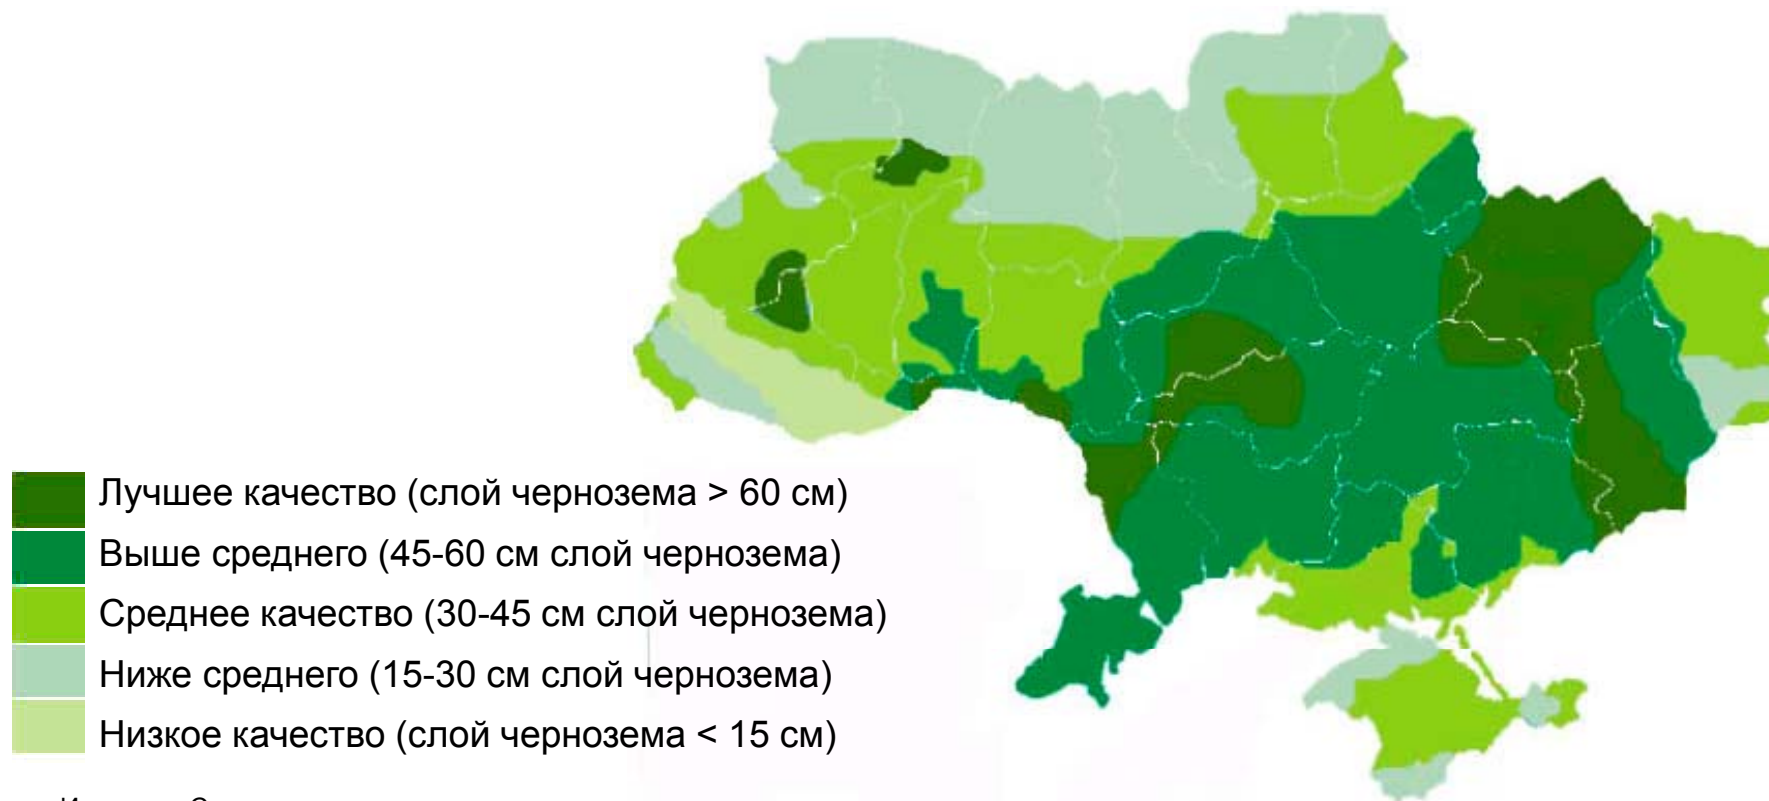 Лучшее качество (слой чернозема > 60 см)
Выше среднего (45-60 см слой чернозема)
Среднее качество (30-45 см слой чернозема)
Ниже среднего (15-30 см слой чернозема)
Низкое качество (слой чернозема < 15 см)